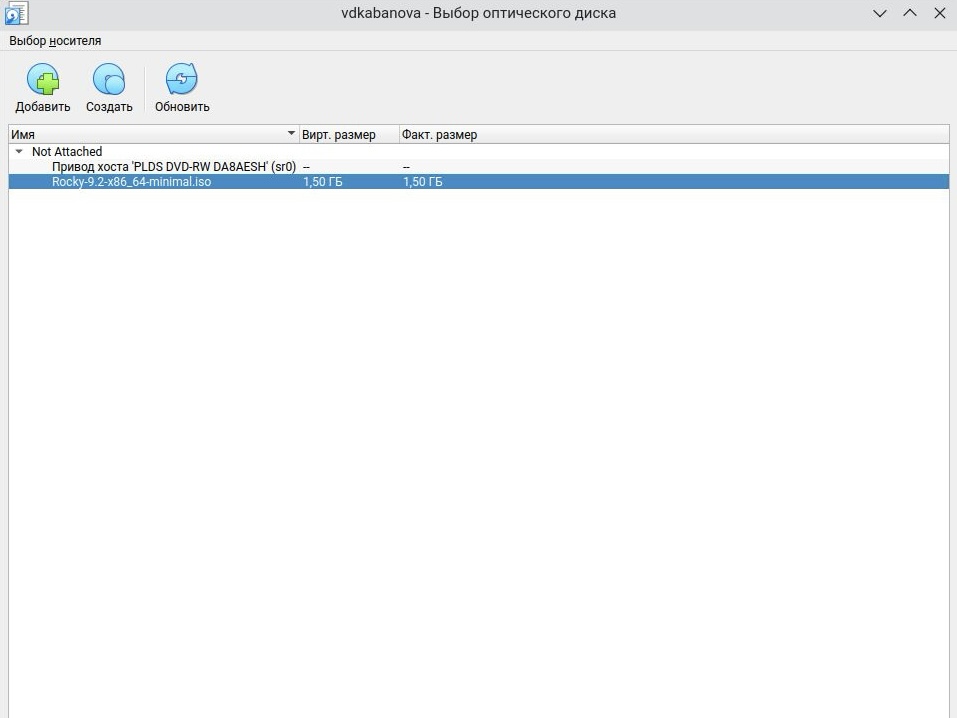 vdkabanova - Выбор оптического диска
Выбор носителя
Добавить Создать Обновить
Имя Вирт. размер Факт. размер
Not Attached
Привод хоста 'PLDS DVD-RW DA8AESH' (sr0) -- --
Rocky-9.2-x86_64-minimal.iso 1,50 ГБ 1,50 ГБ